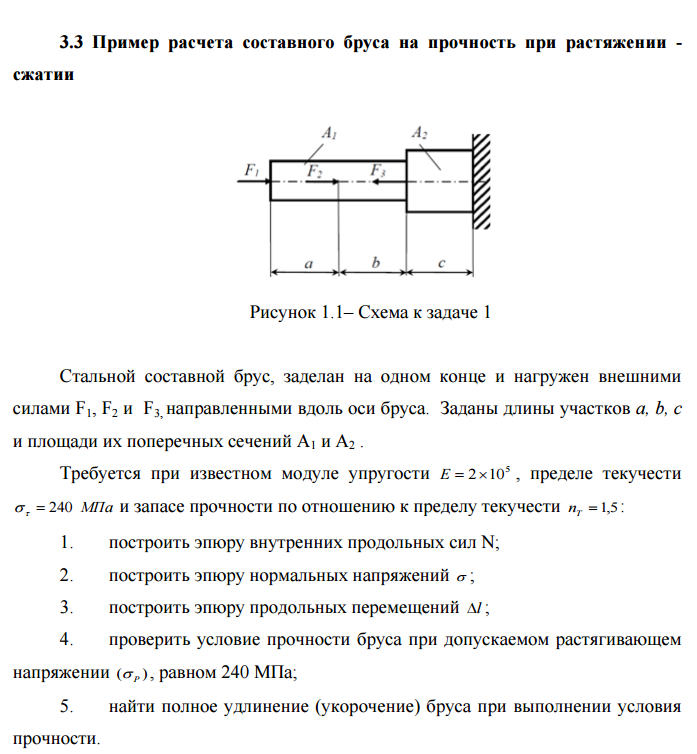 3.3 Пример расчета составного бруса на прочность при растяжении -
сжатии
A1 A2
F1 F2 F3
a b c
Рисунок 1.1– Схема к задаче 1
Стальной составной брус, заделан на одном конце и нагружен внешними
силами F1, F2 и F3, направленными вдоль оси бруса. Заданы длины участков a, b, c
и площади их поперечных сечений A1 и A2 .
Требуется при известном модуле упругости E = 2×10⁵ , пределе текучести
σт = 240 МПа и запасе прочности по отношению к пределу текучести nТ = 1,5:
1. построить эпюру внутренних продольных сил N;
2. построить эпюру нормальных напряжений σ ;
3. построить эпюру продольных перемещений Δl ;
4. проверить условие прочности бруса при допускаемом растягивающем
напряжении (σР), равном 240 МПа;
5. найти полное удлинение (укорочение) бруса при выполнении условия
прочности.